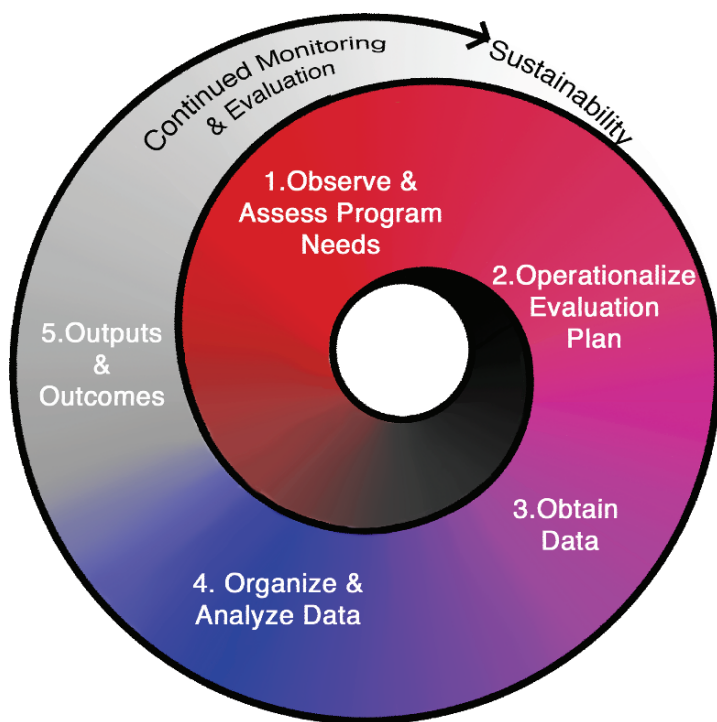 1.Observe &
Assess Program
Needs
2.Operationalize
Evaluation
Plan
3.Obtain
Data
4. Organize &
Analyze Data
5.Outputs
&
Outcomes
Continued Monitoring
& Evaluation
Sustainability